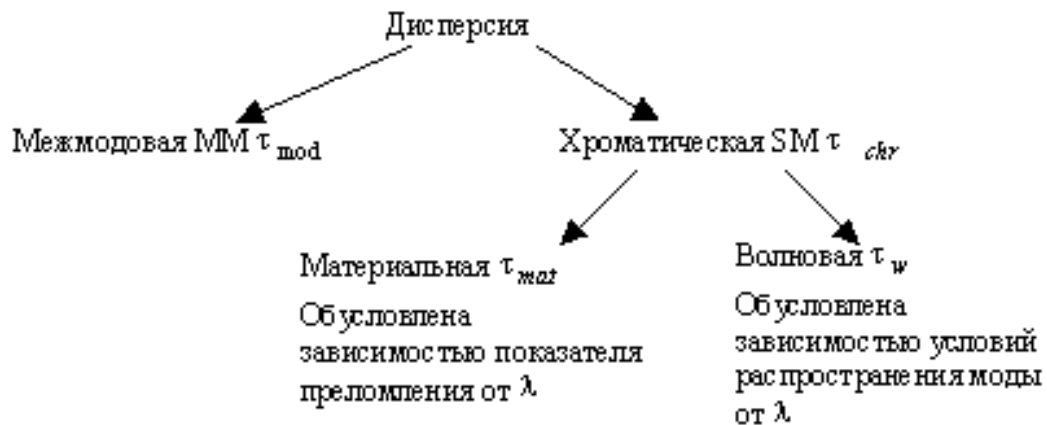 Дисперсия
Межмодовая ММ τ mod
Хроматическая SM τ chr
Материальная τ mat
Обусловлена
зависимостью показателя
преломления от λ
Волновая τ w
Обусловлена
зависимостью условий
распространения моды
от λ